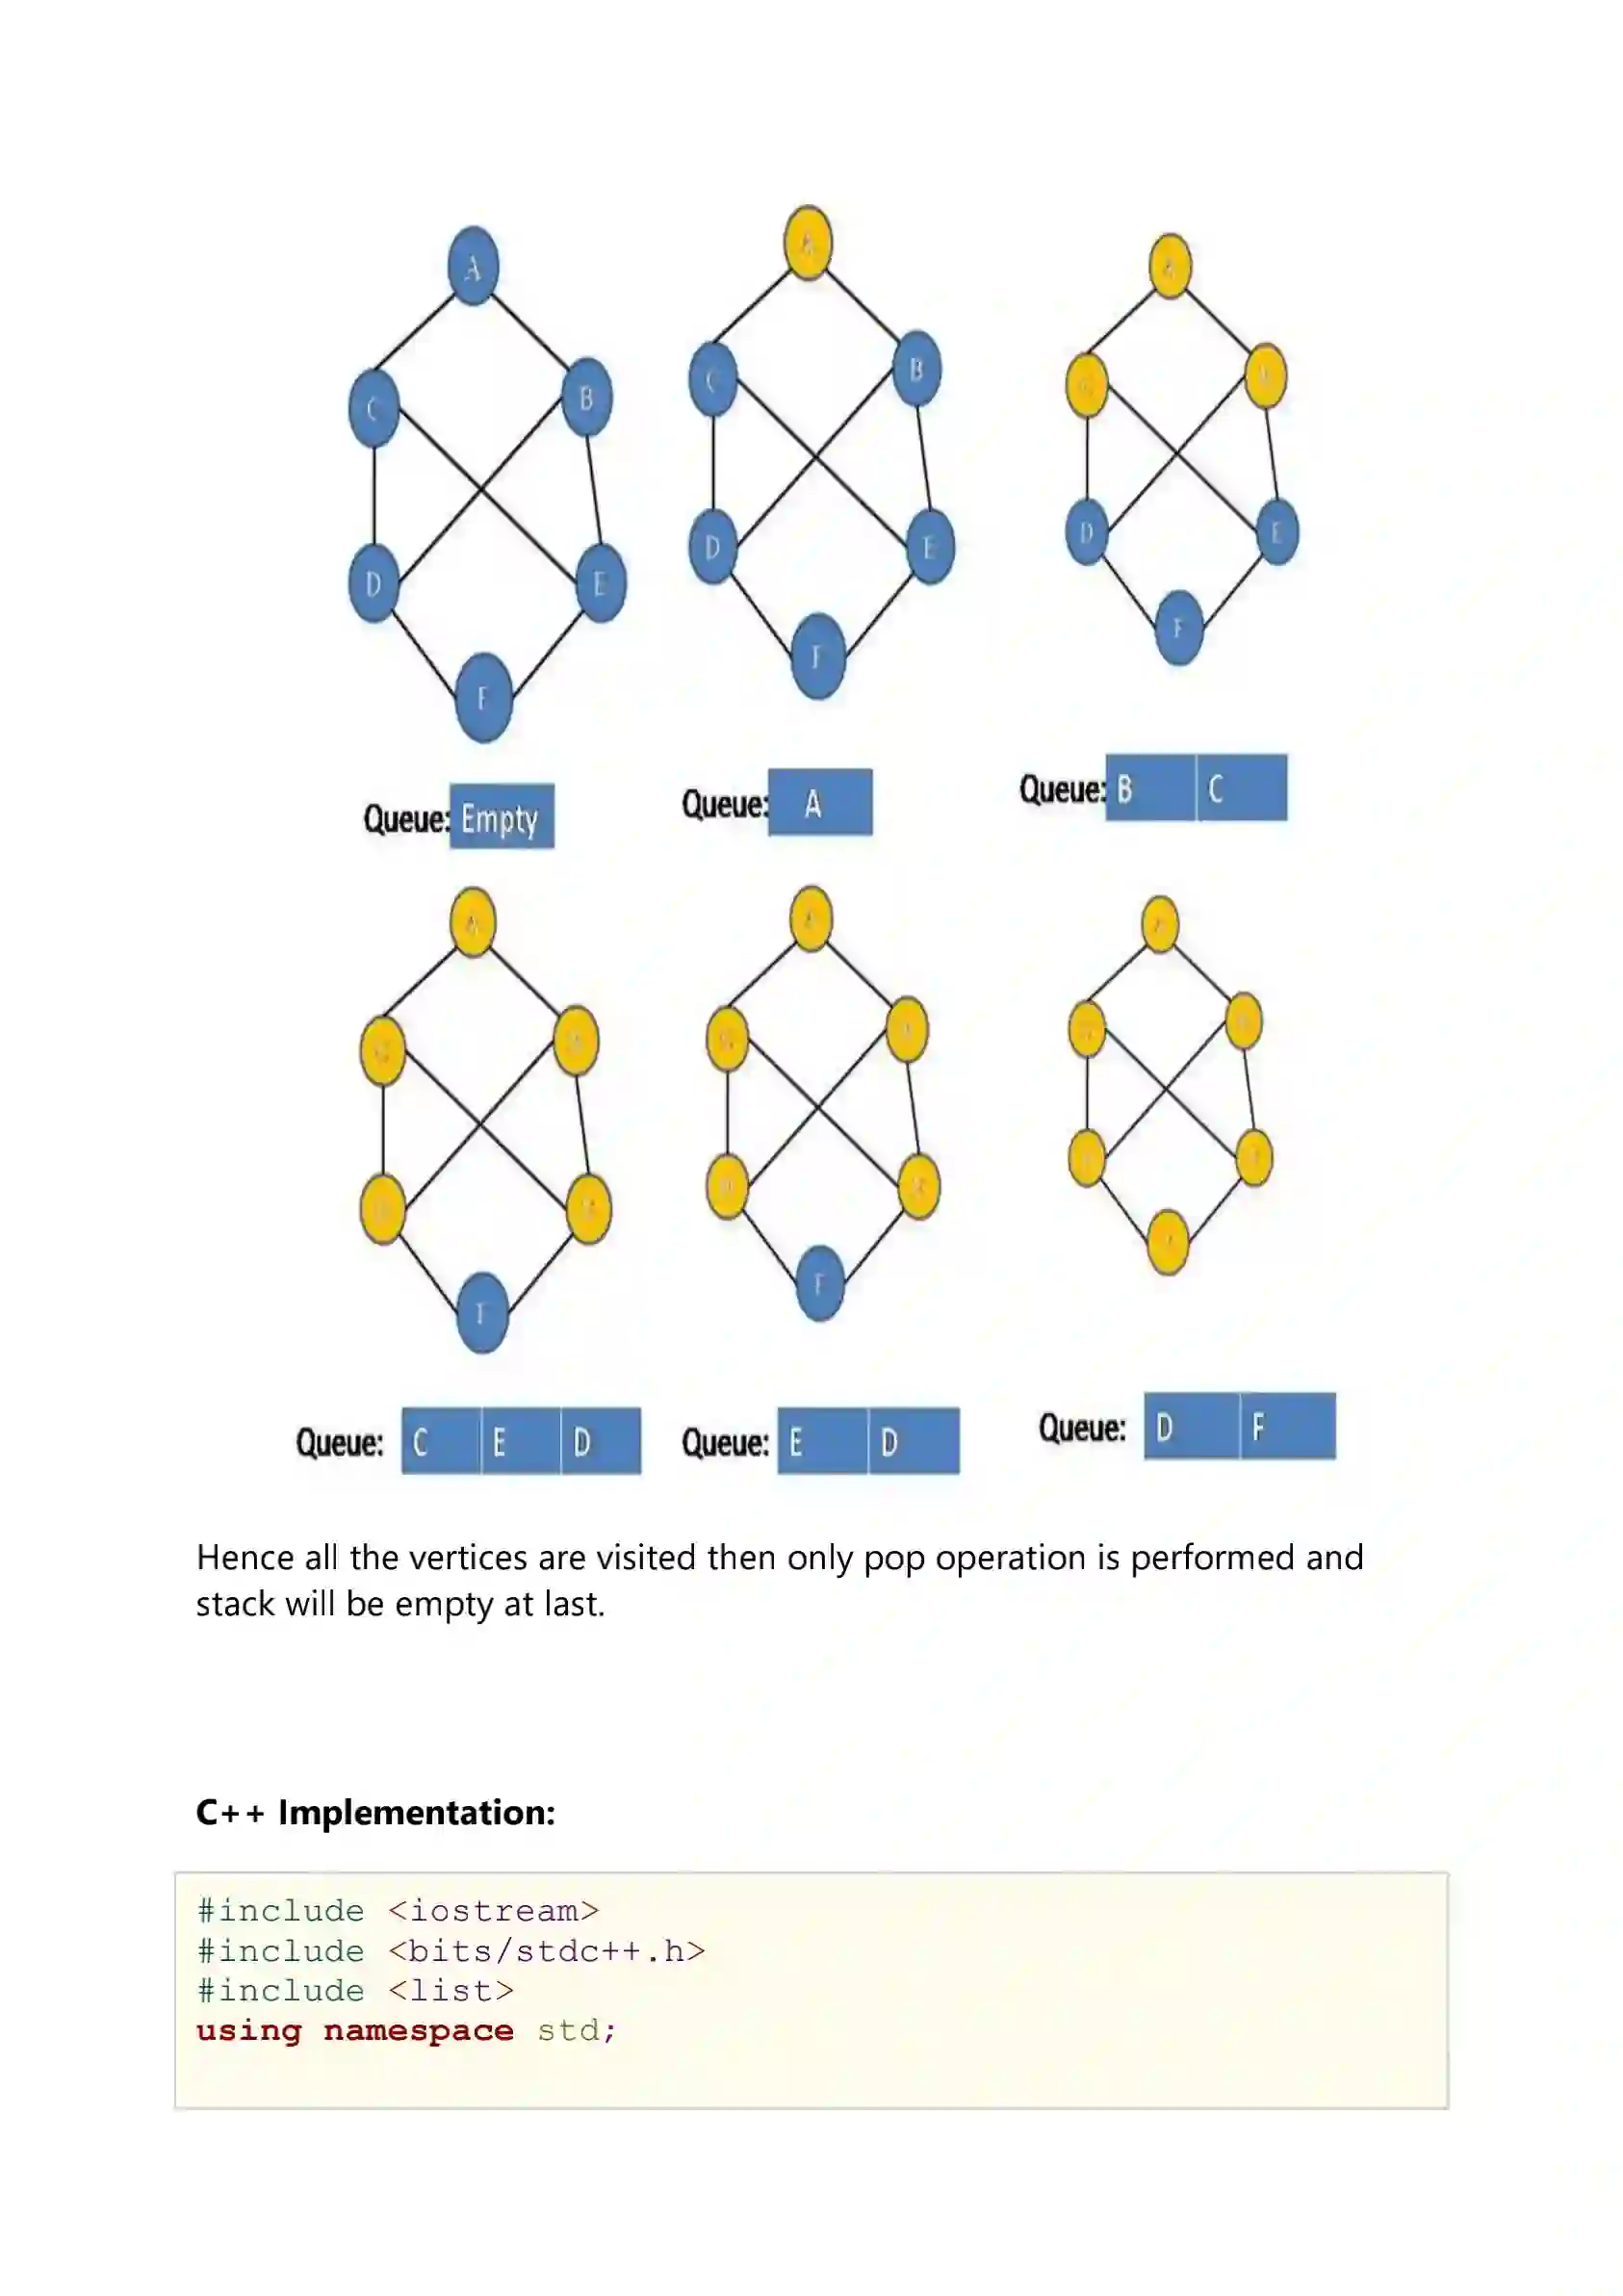 A
C
B
D
E
F
Queue: Empty
A
C
B
D
E
F
Queue: A
A
D
E
F
Queue: B C
A
Queue: C E D
F
Queue: E D
Queue: D F
Hence all the vertices are visited then only pop operation is performed and
stack will be empty at last.
C++ Implementation:
#include <iostream>
#include <bits/stdc++.h>
#include <list>
using namespace std;